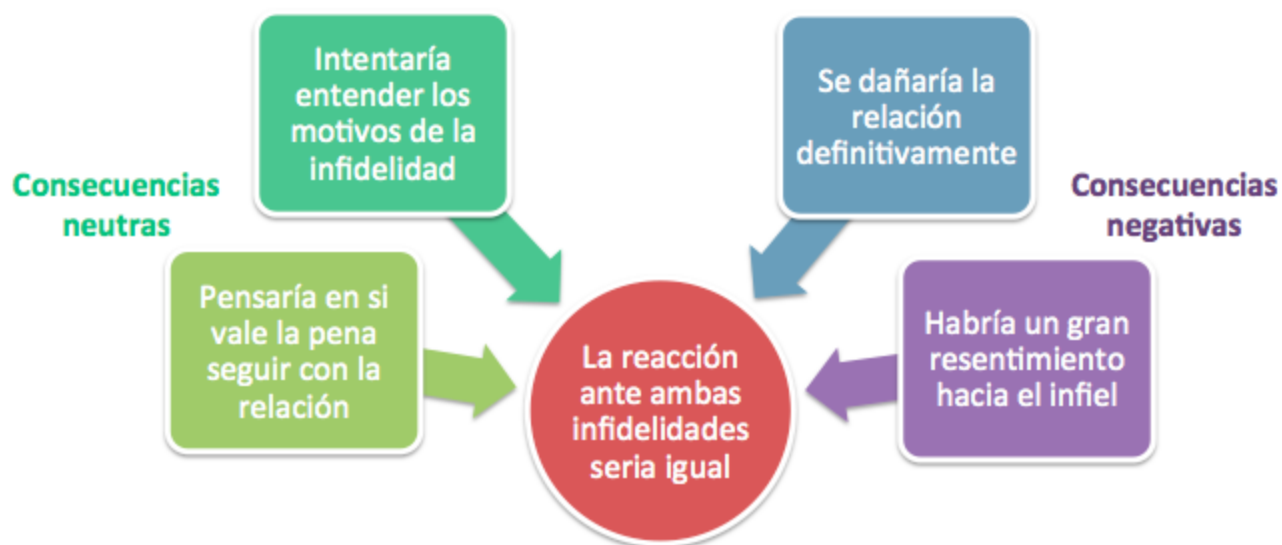 Intentaría
entender los
motivos de la
infidelidad
Se dañaría la
relación
definitivamente
Consecuencias
neutras
Consecuencias
negativas
Pensaría en si
vale la pena
seguir con la
relación
La reacción
ante ambas
infidelidades
seria igual
Habría un gran
resentimiento
hacia el infiel